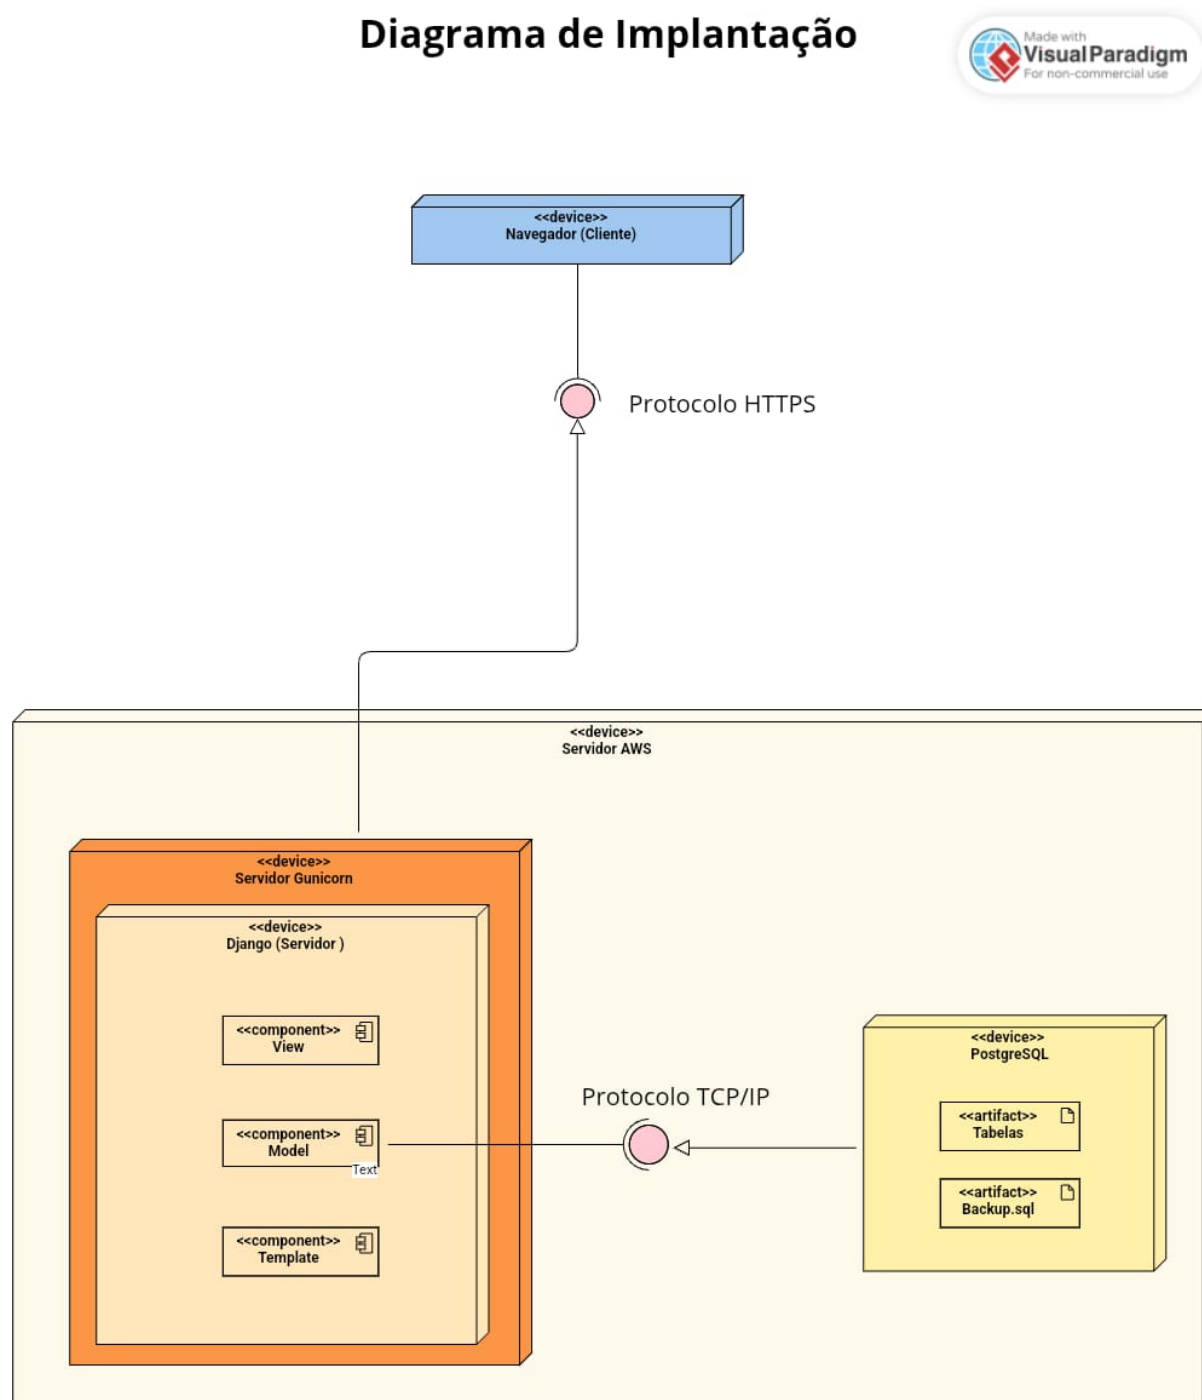 Diagrama de Implantação
Made with
VisualParadigm
For non-commercial use
<<device>>
Navegador (Cliente)
Protocolo HTTPS
<<device>>
Servidor AWS
<<device>>
Servidor Gunicorn
<<device>>
Django (Servidor )
<<component>>
View
<<component>>
Model
Text
<<component>>
Template
Protocolo TCP/IP
<<device>>
PostgreSQL
<<artifact>>
Tabelas
<<artifact>>
Backup.sql